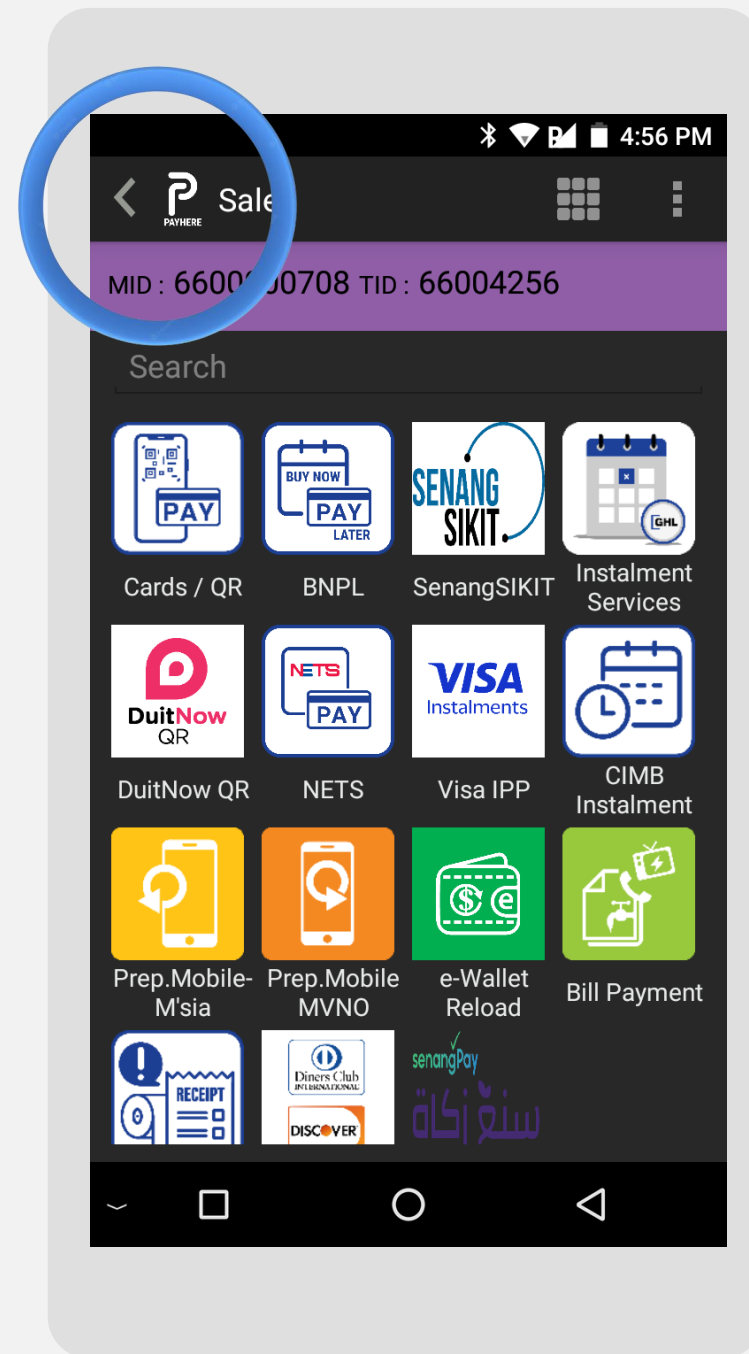 4:56 PM
PAYHERE
Sale
MID : 6600000708 TID : 66004256
Search
PAY
BUY NOW
PAY
LATER
SENANG
SIKIT
GHL
Cards / QR
BNPL
SenangSIKIT
Instalment
Services
DuitNow
QR
NETS
PAY
VISA
Instalments
DuitNow QR
NETS
Visa IPP
CIMB
Instalment
$ e
Prep.Mobile-
M'sia
Prep.Mobile
MVNO
e-Wallet
Reload
Bill Payment
RECEIPT
Diners Club
INTERNATIONAL
DISCOVER
senangPay
سنڠ زكاة